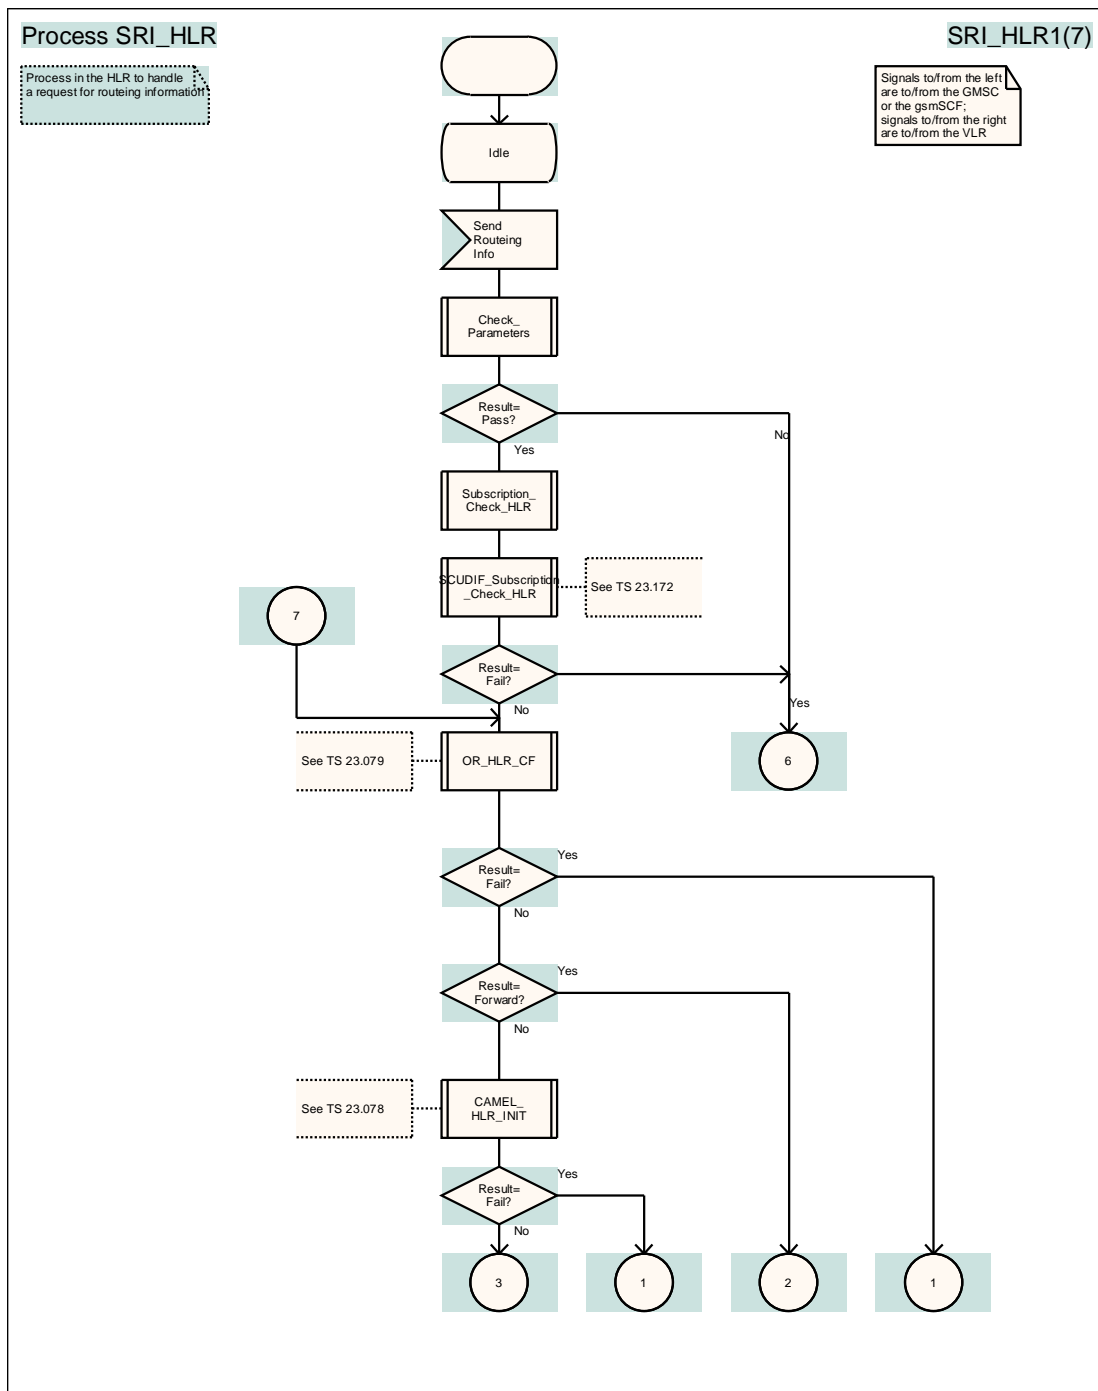 Process SRI_HLR
SRI_HLR1(7)
Process in the HLR to handle
a request for routeing information
Signals to/from the left
are to/from the GMSC
or the gsmSCF;
signals to/from the right
are to/from the VLR
Idle
Send
Routeing
Info
Check_
Parameters
Result=
Pass?
No
Yes
Subscription_
Check_HLR
SCUDIF_Subscription
_Check_HLR
See TS 23.172
7
Result=
Fail?
Yes
No
See TS 23.079
OR_HLR_CF
6
Result=
Fail?
Yes
No
Result=
Forward?
Yes
No
See TS 23.078
CAMEL_
HLR_INIT
Result=
Fail?
Yes
No
3
1
2
1